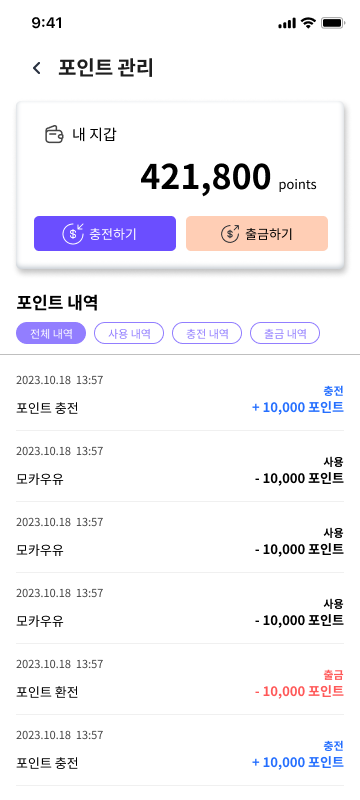 9:41
포인트 관리
내 지갑
421,800 points
충전하기 출금하기
포인트 내역
전체 내역 사용 내역 충전 내역 출금 내역
2023.10.18 13:57
충전
포인트 충전 + 10,000 포인트
2023.10.18 13:57
사용
모카우유 - 10,000 포인트
2023.10.18 13:57
사용
모카우유 - 10,000 포인트
2023.10.18 13:57
사용
모카우유 - 10,000 포인트
2023.10.18 13:57
출금
포인트 환전 - 10,000 포인트
2023.10.18 13:57
충전
포인트 충전 + 10,000 포인트